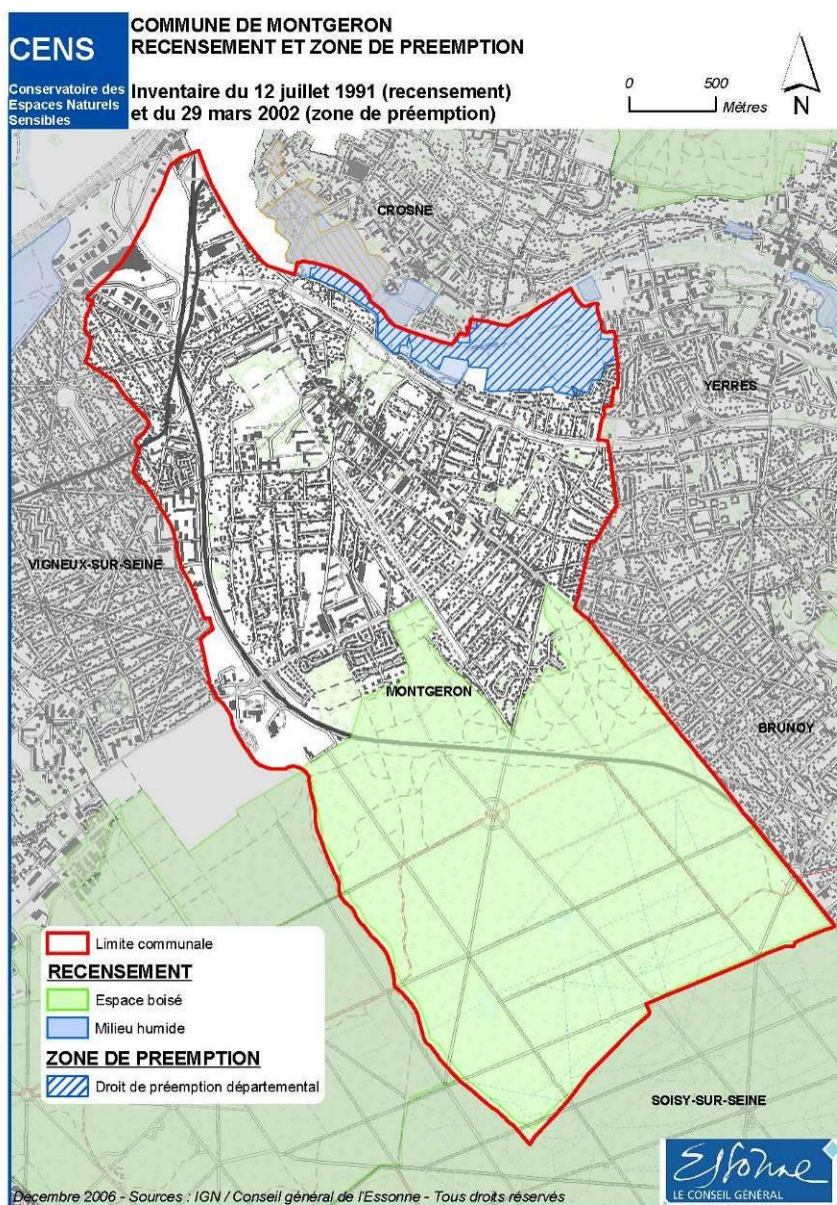 CENS
Conservatoire des
Espaces Naturels
Sensibles
COMMUNE DE MONTGERON
RECENSEMENT ET ZONE DE PREEMPTION
Inventaire du 12 juillet 1991 (recensement)
et du 29 mars 2002 (zone de préemption)
0 500
Mètres
N
CROSNE
YERRES
VIGNEUX-SUR-SEINE
MONTGERON
BRUNOY
Limite communale
RECENSEMENT
Espace boisé
Milieu humide
ZONE DE PREEMPTION
Droit de préemption départemental
SOISY-SUR-SEINE
Essonne
LE CONSEIL GÉNÉRAL
Décembre 2006 - Sources : IGN / Conseil général de l'Essonne - Tous droits réservés